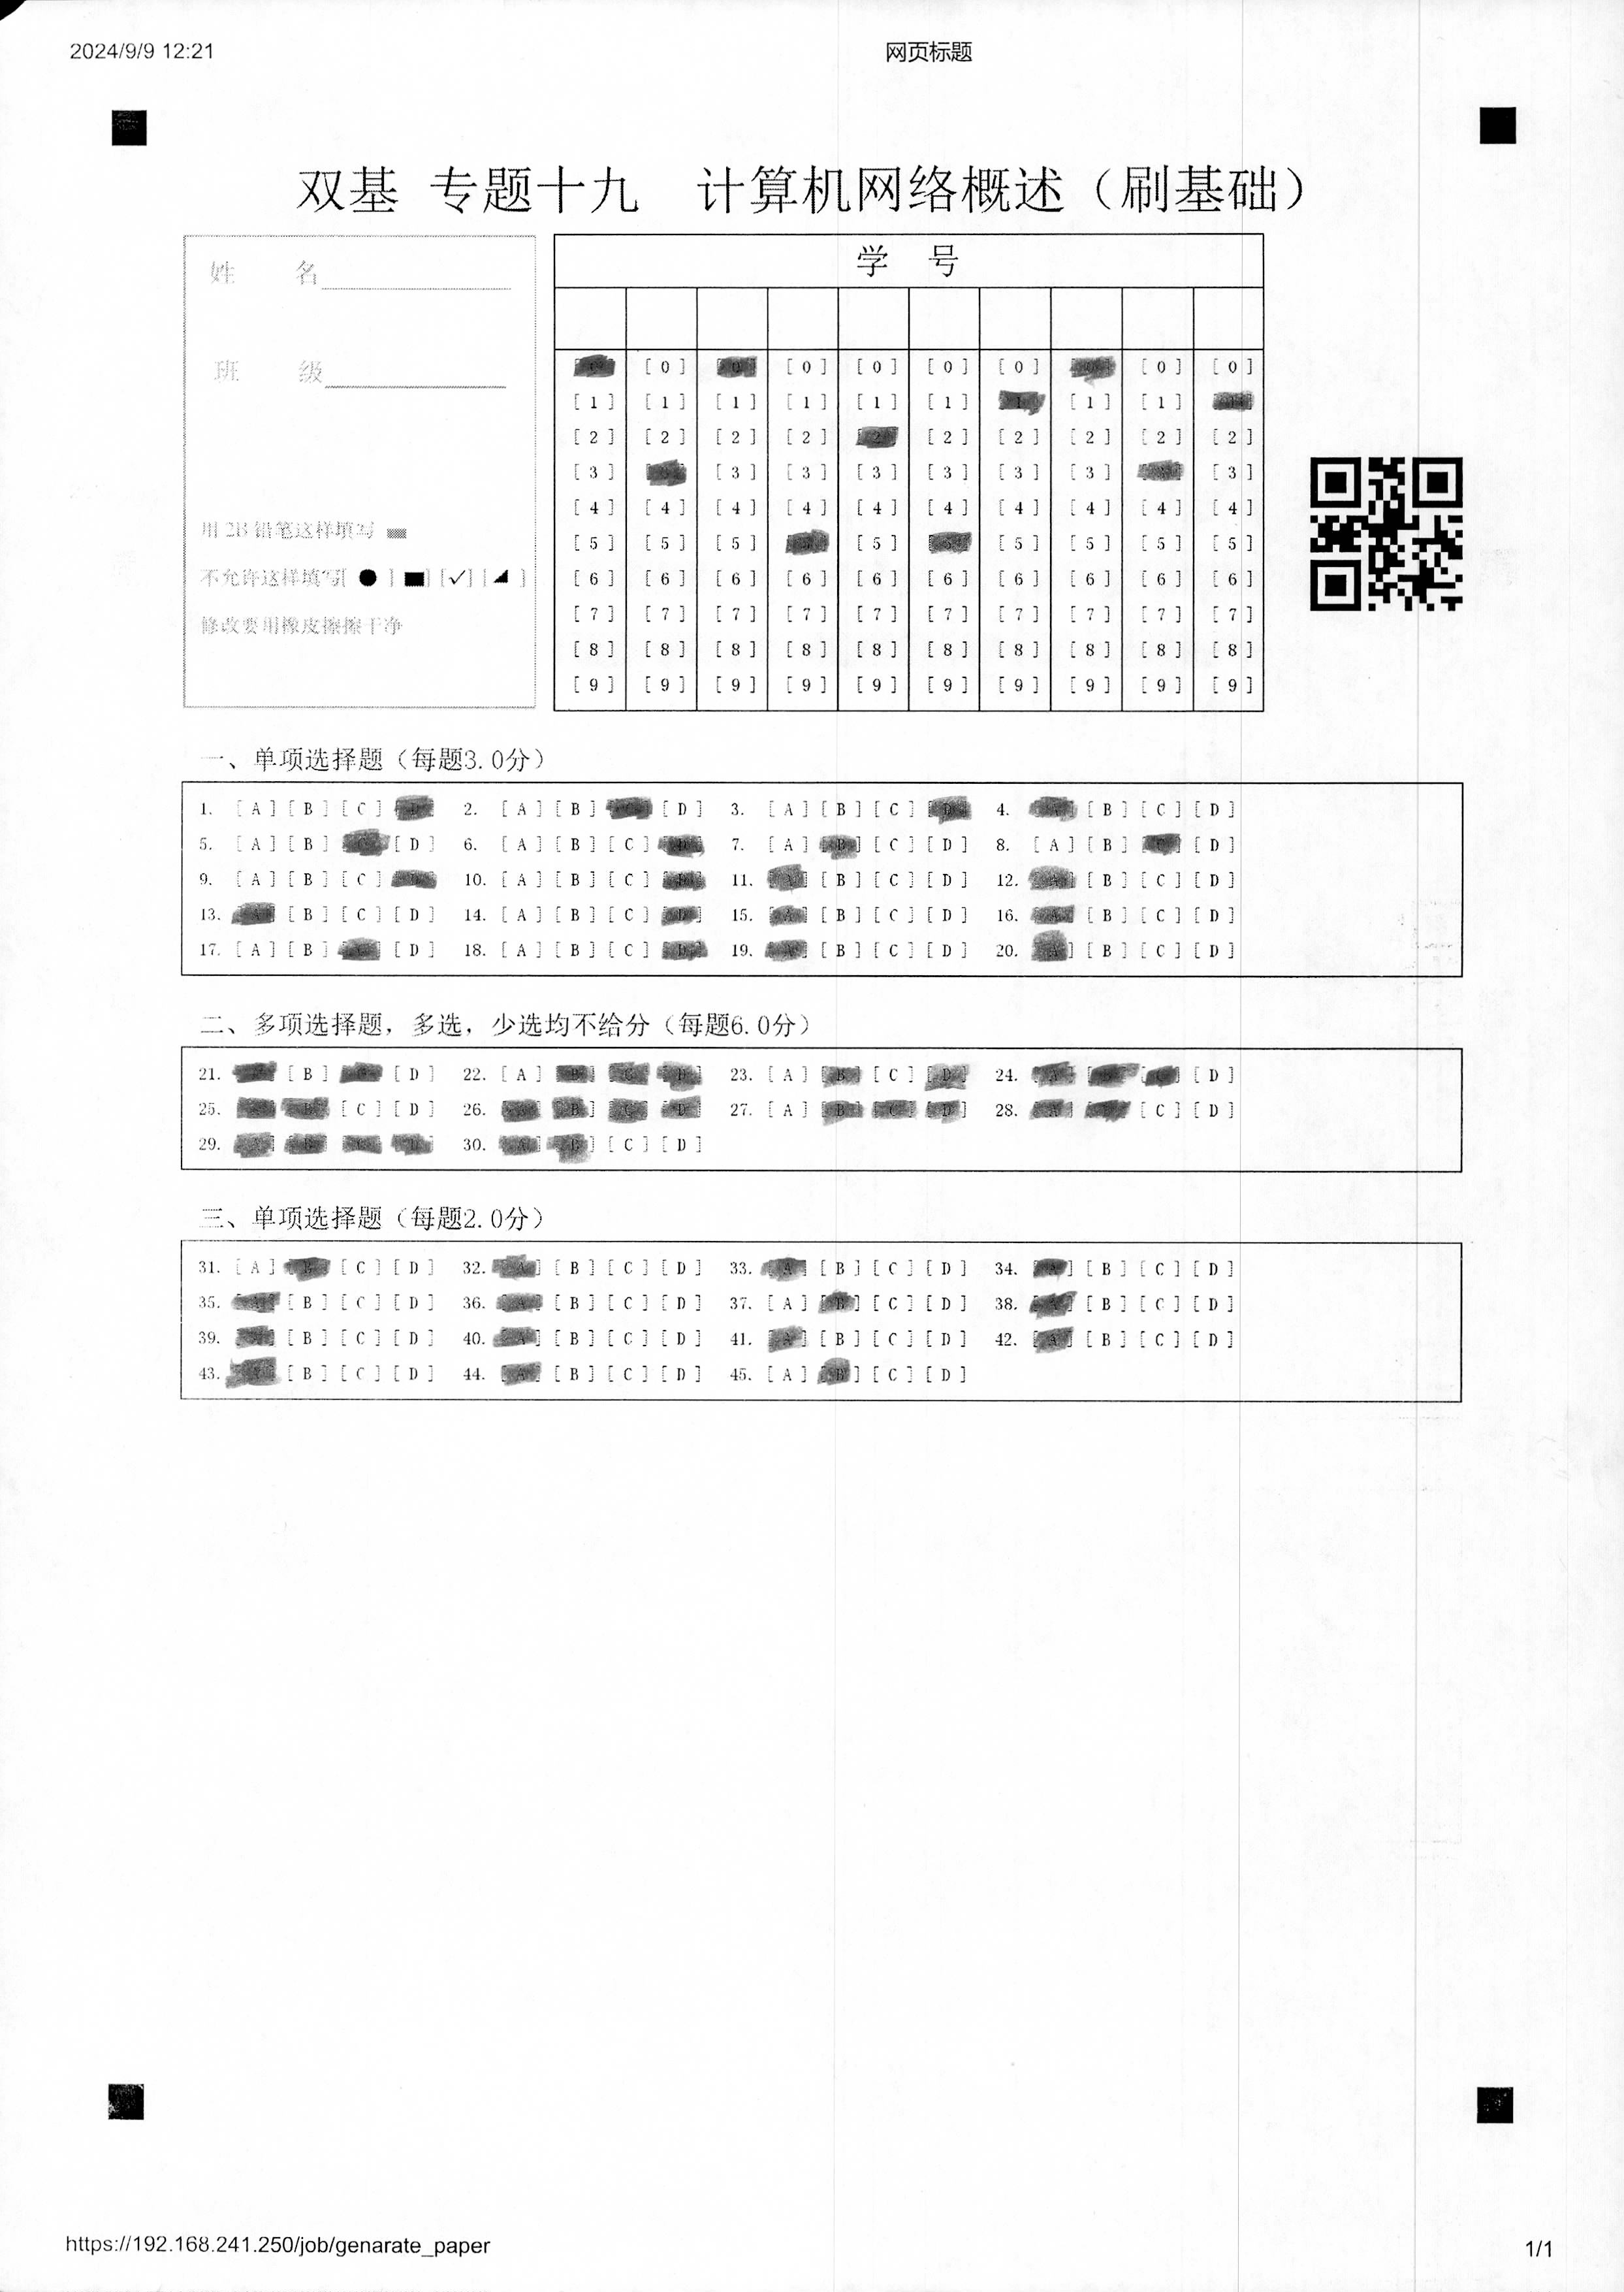 2024/9/9 12:21 网页标题
双基 专题十九 计算机网络概述（刷基础）
姓 名
班 级
用 2B 铅笔这样填写
不允许这样填写[ ● ] [■] [✓] [◢ ]
修改要用橡皮擦擦干净
学 号
[0] [0] [0] [0] [0] [0] [0]
[1] [1] [1] [1] [1] [1] [1] [1] [1]
[2] [2] [2] [2] [2] [2] [2] [2] [2] [2]
[3] [3] [3] [3] [3] [3] [3] [3]
[4] [4] [4] [4] [4] [4] [4] [4] [4] [4]
[5] [5] [5] [5] [5] [5] [5] [5] [5]
[6] [6] [6] [6] [6] [6] [6] [6] [6] [6]
[7] [7] [7] [7] [7] [7] [7] [7] [7] [7]
[8] [8] [8] [8] [8] [8] [8] [8] [8] [8]
[9] [9] [9] [9] [9] [9] [9] [9] [9] [9]
一、单项选择题（每题3.0分）
1. [A] [B] [C] [D] 2. [A] [B] [C] [D] 3. [A] [B] [C] [D] 4. [A] [B] [C] [D]
5. [A] [B] [C] [D] 6. [A] [B] [C] [D] 7. [A] [B] [C] [D] 8. [A] [B] [C] [D]
9. [A] [B] [C] [D] 10. [A] [B] [C] [D] 11. [A] [B] [C] [D] 12. [A] [B] [C] [D]
13. [A] [B] [C] [D] 14. [A] [B] [C] [D] 15. [A] [B] [C] [D] 16. [A] [B] [C] [D]
17. [A] [B] [C] [D] 18. [A] [B] [C] [D] 19. [A] [B] [C] [D] 20. [A] [B] [C] [D]
二、多项选择题，多选，少选均不给分（每题6.0分）
21. [A] [B] [C] [D] 22. [A] [B] [C] [D] 23. [A] [B] [C] [D] 24. [A] [B] [C] [D]
25. [A] [B] [C] [D] 26. [A] [B] [C] [D] 27. [A] [B] [C] [D] 28. [A] [B] [C] [D]
29. [A] [B] [C] [D] 30. [A] [B] [C] [D]
三、单项选择题（每题2.0分）
31. [A] [B] [C] [D] 32. [A] [B] [C] [D] 33. [A] [B] [C] [D] 34. [A] [B] [C] [D]
35. [A] [B] [C] [D] 36. [A] [B] [C] [D] 37. [A] [B] [C] [D] 38. [A] [B] [C] [D]
39. [A] [B] [C] [D] 40. [A] [B] [C] [D] 41. [A] [B] [C] [D] 42. [A] [B] [C] [D]
43. [A] [B] [C] [D] 44. [A] [B] [C] [D] 45. [A] [B] [C] [D]
https://192.168.241.250/job/genarate_paper 1/1